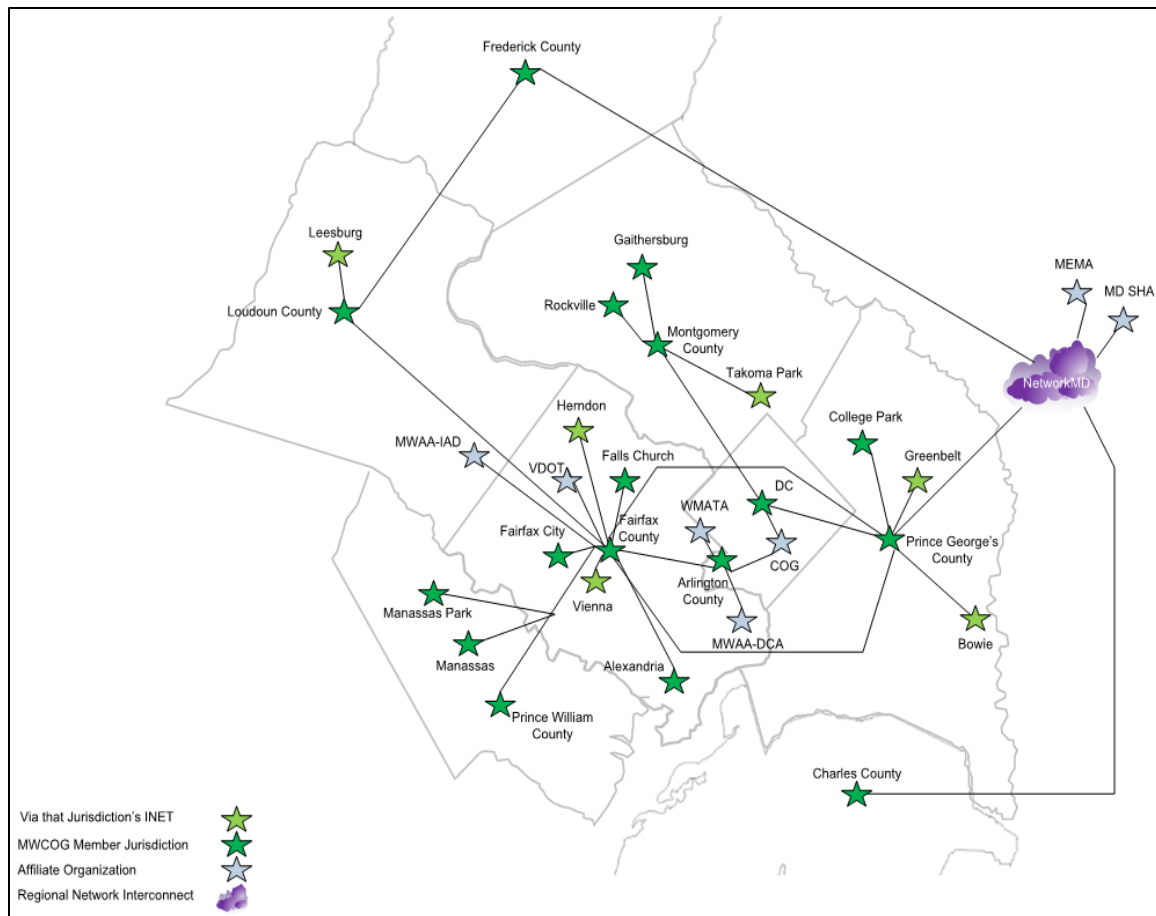 Frederick County
Leesburg
Loudoun County
Gaithersburg
Rockville
Montgomery
County
Takoma Park
MEMA
MD SHA
NetworkMD
Herndon
MWAA-IAD
VDOT
Falls Church
College Park
Greenbelt
DC
WMATA
Fairfax City
Fairfax
County
Prince George's
County
COG
Arlington
County
Manassas Park
Vienna
MWAA-DCA
Bowie
Manassas
Alexandria
Prince William
County
Charles County
Via that Jurisdiction's INET
MWCOG Member Jurisdiction
Affiliate Organization
Regional Network Interconnect